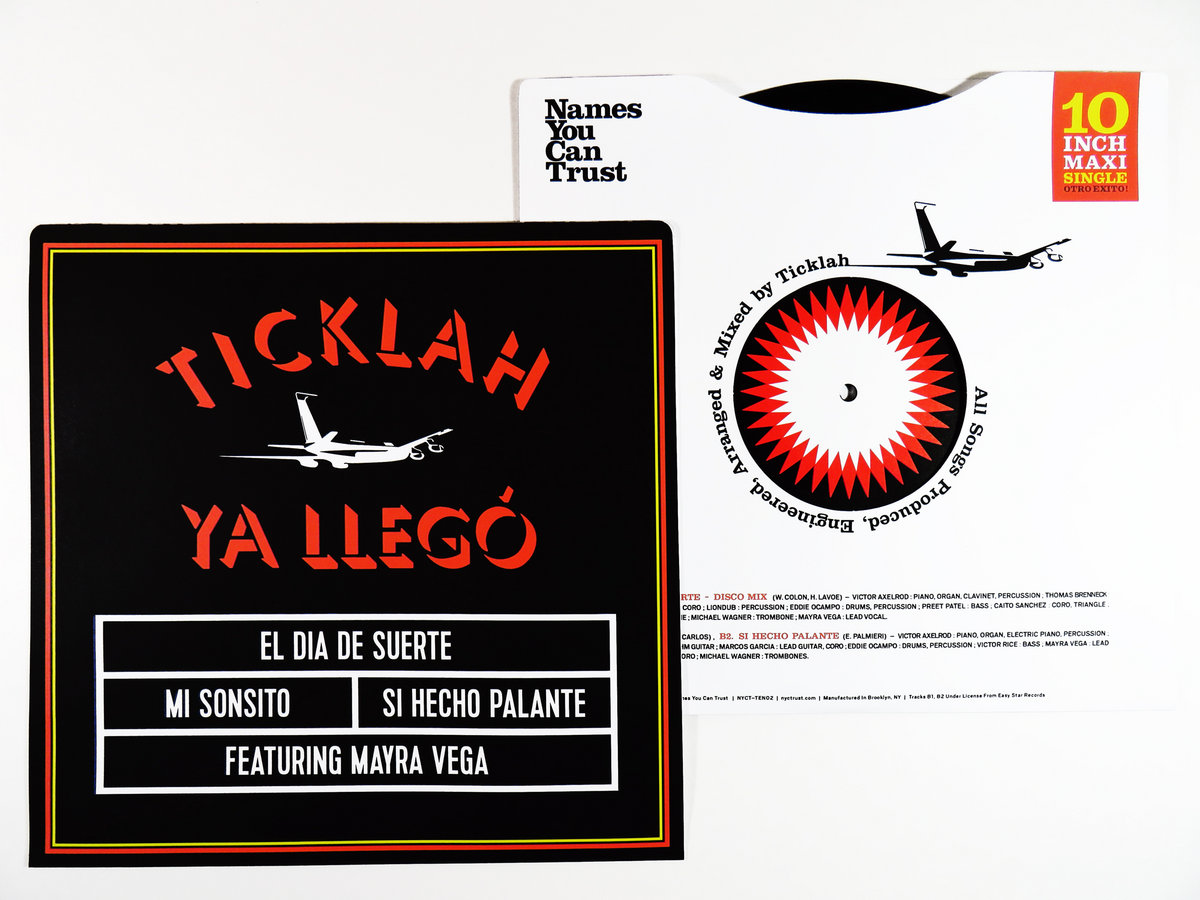 TICKLAH
YA LLEGÓ
EL DIA DE SUERTE
MI SONSITO
SI HECHO PALANTE
FEATURING MAYRA VEGA
Names
You
Can
Trust
10
INCH
MAXI
SINGLE
OTRO EXITO!
All Songs Produced, Engineered, Arranged & Mixed by Ticklah
RTE - DISCO MIX (W. COLON, H. LAVOE) – VICTOR AXELROD : PIANO, ORGAN, CLAVINET, PERCUSSION ; THOMAS BRENNECK
CORO ; LIONDUB : PERCUSSION ; EDDIE OCAMPO : DRUMS, PERCUSSION ; PREET PATEL : BASS ; CAITO SANCHEZ : CORO, TRIANGLE
; MICHAEL WAGNER : TROMBONE ; MAYRA VEGA : LEAD VOCAL.
CARLOS), B2. SI HECHO PALANTE (E. PALMIERI) – VICTOR AXELROD : PIANO, ORGAN, ELECTRIC PIANO, PERCUSSION ;
HM GUITAR ; MARCOS GARCIA : LEAD GUITAR, CORO ; EDDIE OCAMPO : DRUMS, PERCUSSION ; VICTOR RICE : BASS ; MAYRA VEGA : LEAD
ORO ; MICHAEL WAGNER : TROMBONES.
mes You Can Trust | NYCT-TEN02 | nyctrust.com | Manufactured In Brooklyn, NY | Tracks B1, B2 Under License From Easy Star Records